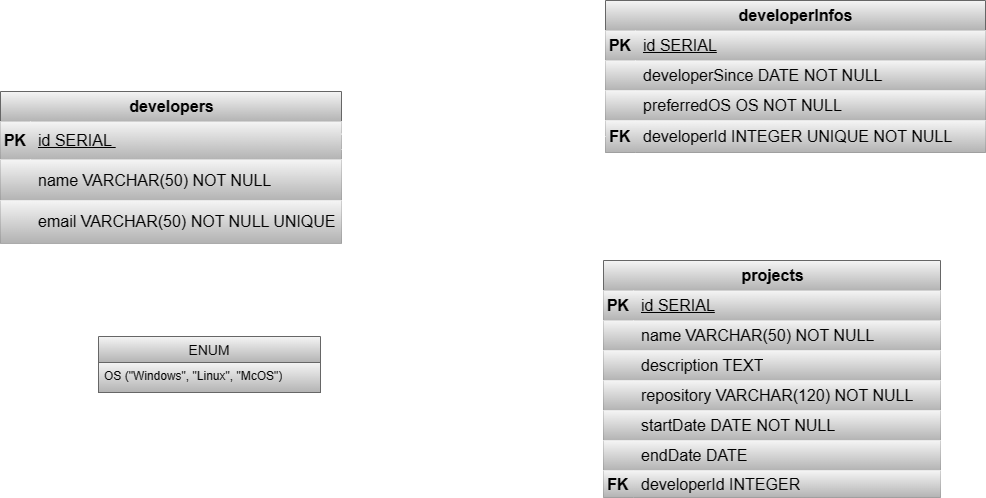 developers
PK id SERIAL
name VARCHAR(50) NOT NULL
email VARCHAR(50) NOT NULL UNIQUE
ENUM
OS ("Windows", "Linux", "McOS")
developerInfos
PK id SERIAL
developerSince DATE NOT NULL
preferredOS OS NOT NULL
FK developerId INTEGER UNIQUE NOT NULL
projects
PK id SERIAL
name VARCHAR(50) NOT NULL
description TEXT
repository VARCHAR(120) NOT NULL
startDate DATE NOT NULL
endDate DATE
FK developerId INTEGER